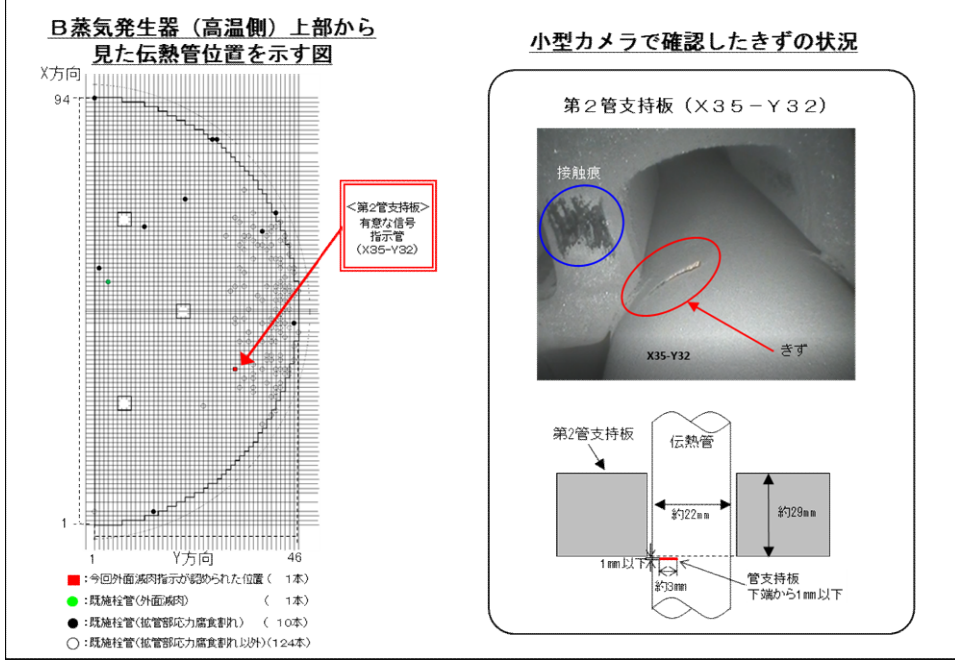 B蒸気発生器（高温側）上部から
見た伝熱管位置を示す図
X方向
94
1
1
Y方向
46
＜第2管支持板＞
有意な信号
指示管
(X35-Y32)
：今回外面減肉指示が認められた位置( 1本)
：既施栓管(外面減肉) ( 1本)
：既施栓管(拡管部応力腐食割れ) ( 10本)
：既施栓管(拡管部応力腐食割れ以外)(124本)
小型カメラで確認したきずの状況
第２管支持板（Ｘ３５－Ｙ３２）
接触痕
X35-Y32
きず
第2管支持板
伝熱管
約22mm
約29mm
1mm以下
約3mm
管支持板
下端から1mm以下